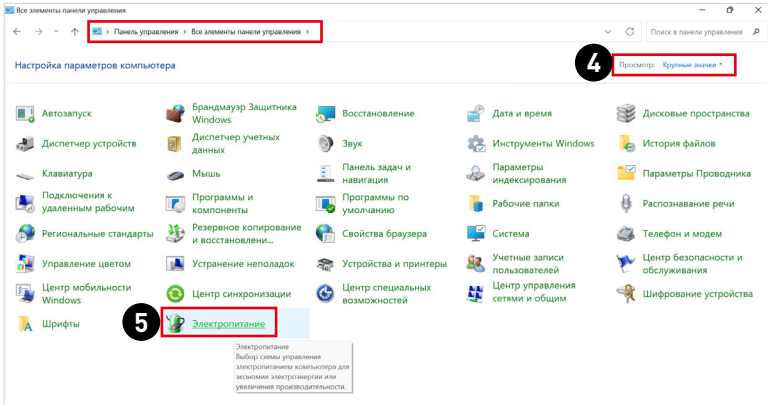 Все элементы панели управления
Панель управления › Все элементы панели управления ›
Поиск в панели управления
Настройка параметров компьютера
4
Просмотр: Крупные значки
Автозапуск
Брандмауэр Защитника
Windows
Восстановление
Дата и время
Дисковые пространства
Диспетчер устройств
Диспетчер учетных
данных
Звук
Инструменты Windows
История файлов
Клавиатура
Мышь
Панель задач и
навигация
Параметры
индексирования
Параметры Проводника
Подключения к
удаленным рабочим
Программы и
компоненты
Программы по
умолчанию
Рабочие папки
Распознавание речи
Региональные стандарты
Резервное копирование
и восстановлени...
Свойства браузера
Система
Телефон и модем
Управление цветом
Устранение неполадок
Устройства и принтеры
Учетные записи
пользователей
Центр безопасности и
обслуживания
Центр мобильности
Windows
Центр синхронизации
Центр специальных
возможностей
Центр управления
сетями и общим
Шифрование устройства
Шрифты
5
Электропитание
Электропитание
Выбор схемы управления
электропитанием компьютера для
экономии электроэнергии или
увеличения производительности.